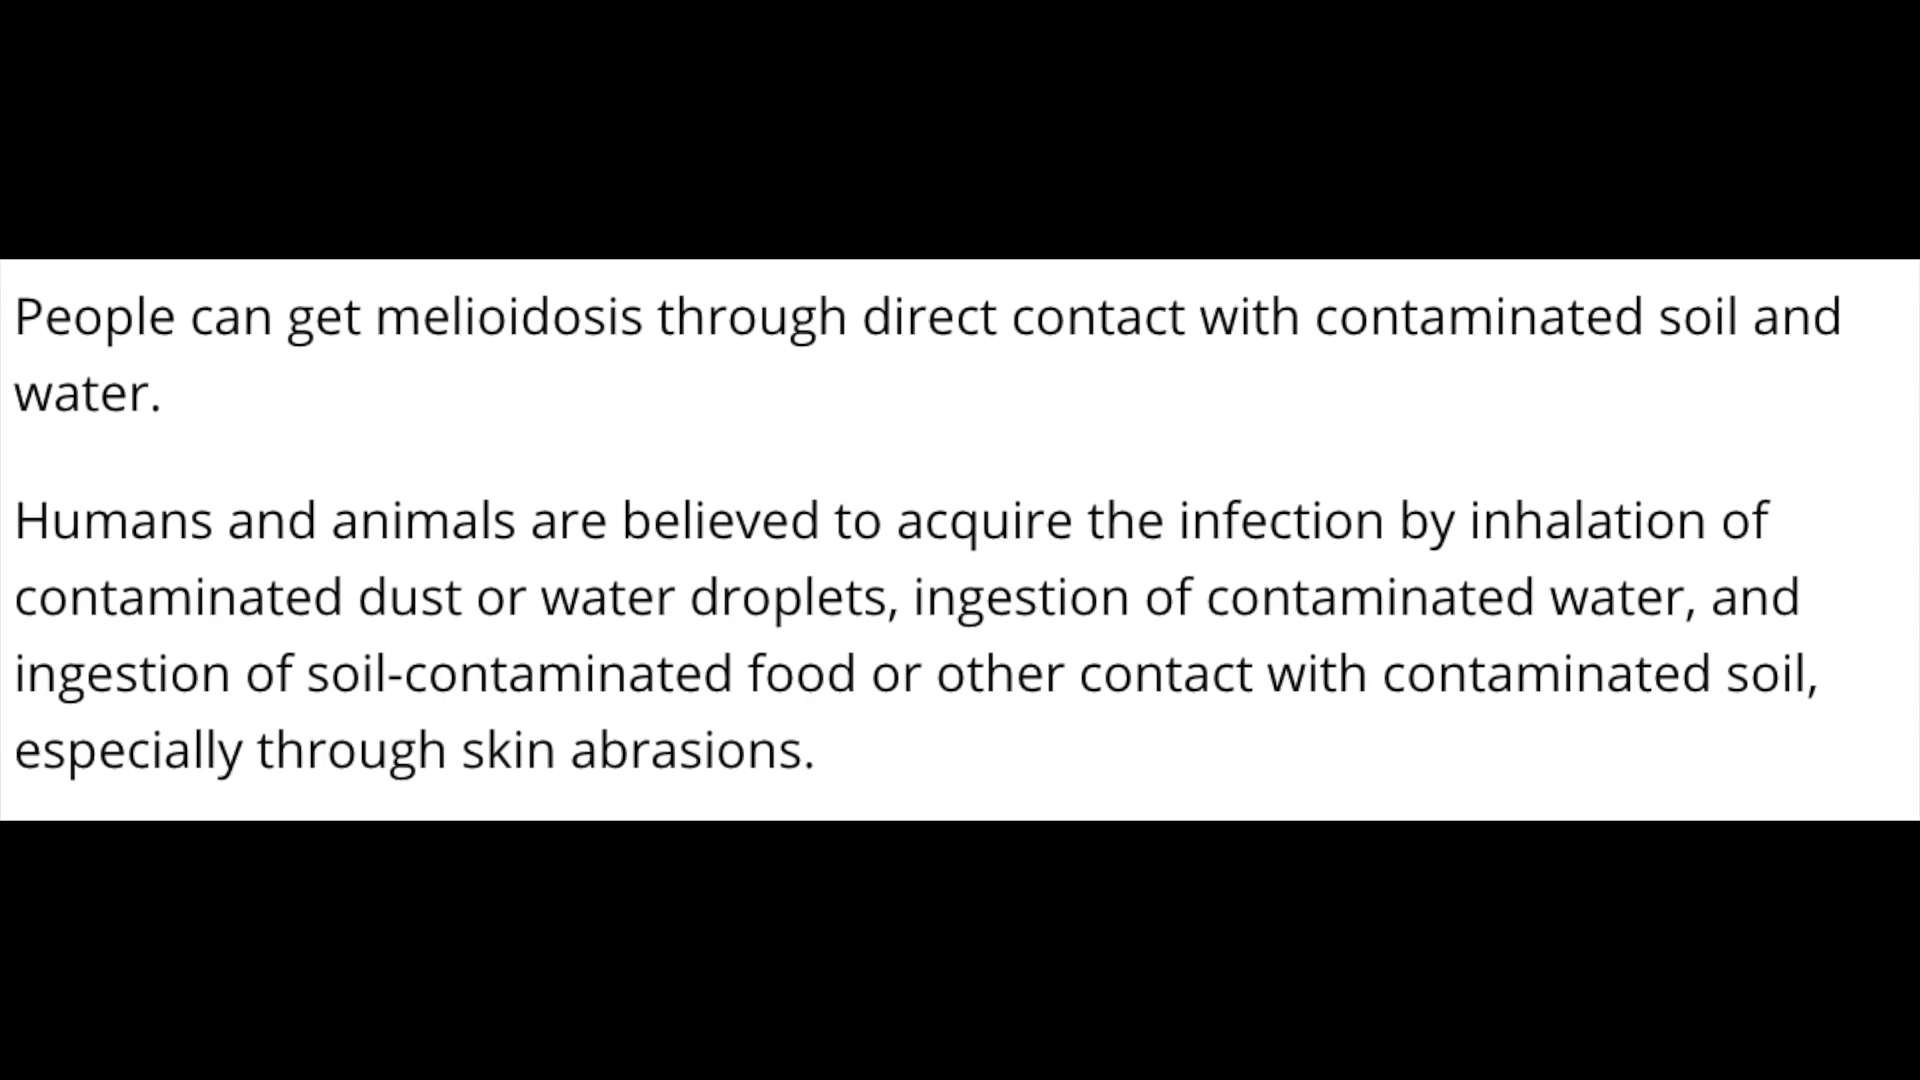 People can get melioidosis through direct contact with contaminated soil and
water.
Humans and animals are believed to acquire the infection by inhalation of
contaminated dust or water droplets, ingestion of contaminated water, and
ingestion of soil-contaminated food or other contact with contaminated soil,
especially through skin abrasions.